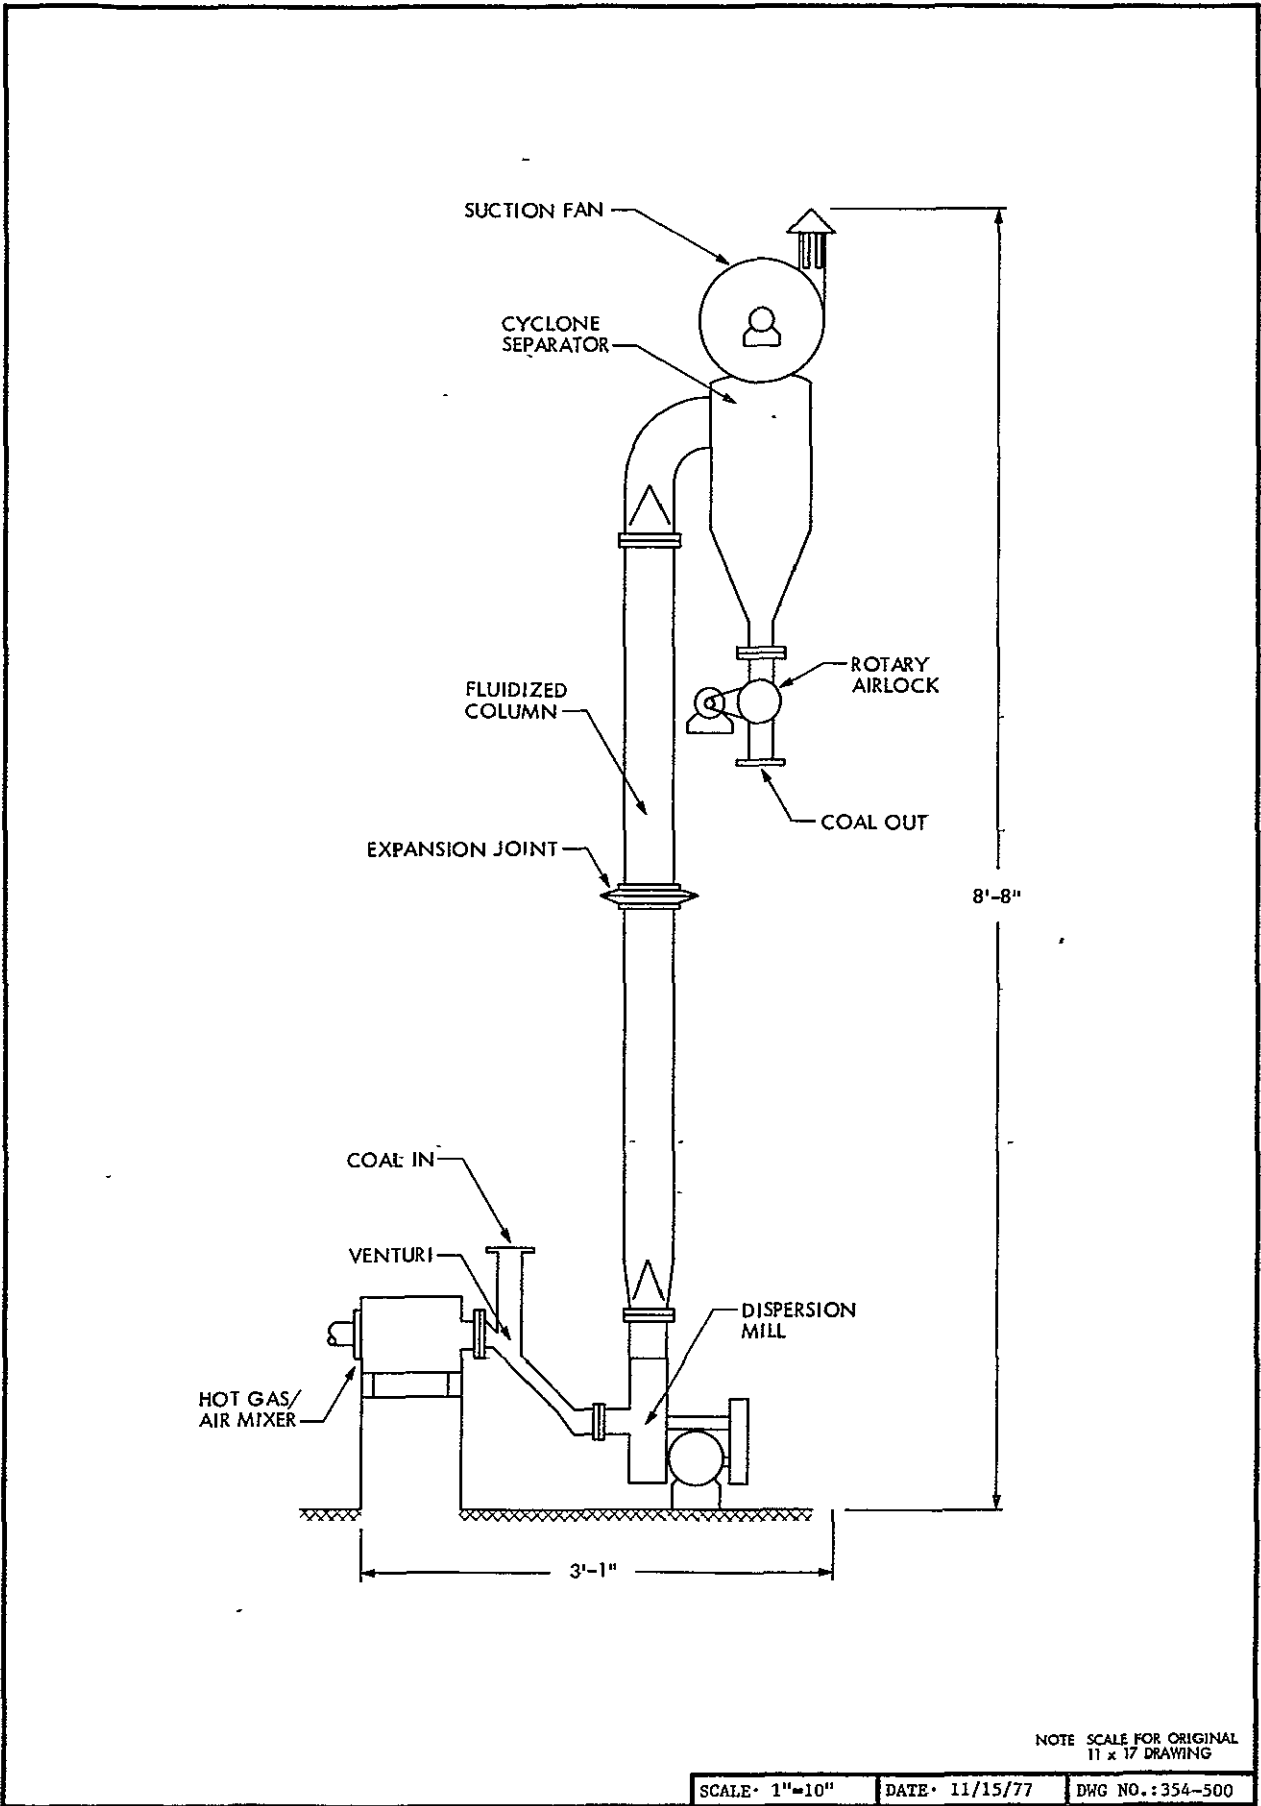 SUCTION FAN
CYCLONE
SEPARATOR
ROTARY
AIRLOCK
FLUIDIZED
COLUMN
COAL OUT
EXPANSION JOINT
8'-8"
COAL IN
VENTURI
DISPERSION
MILL
HOT GAS/
AIR MIXER
3'-1"
NOTE SCALE FOR ORIGINAL
11 x 17 DRAWING
SCALE· 1"=10"
DATE· 11/15/77
DWG NO.:354-500